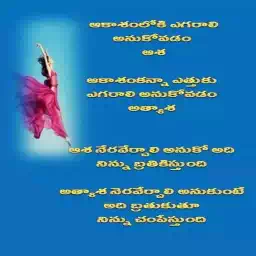 ఆకాశంలోకి ఎగరాలి
అనుకోవడం
ఆశ
ఆకాశంకన్నా ఎత్తుకు
ఎగరాలి అనుకోవడం
అత్యాశ
ఆశ నేరవేర్చాలి అనుకో అది
నిన్ను బ్రతికిస్తుంది
అత్యాశ నెరవేర్చాలి అనుకుంటే
అది బ్రతుకుతూ
నిన్ను చంపేస్తుంది